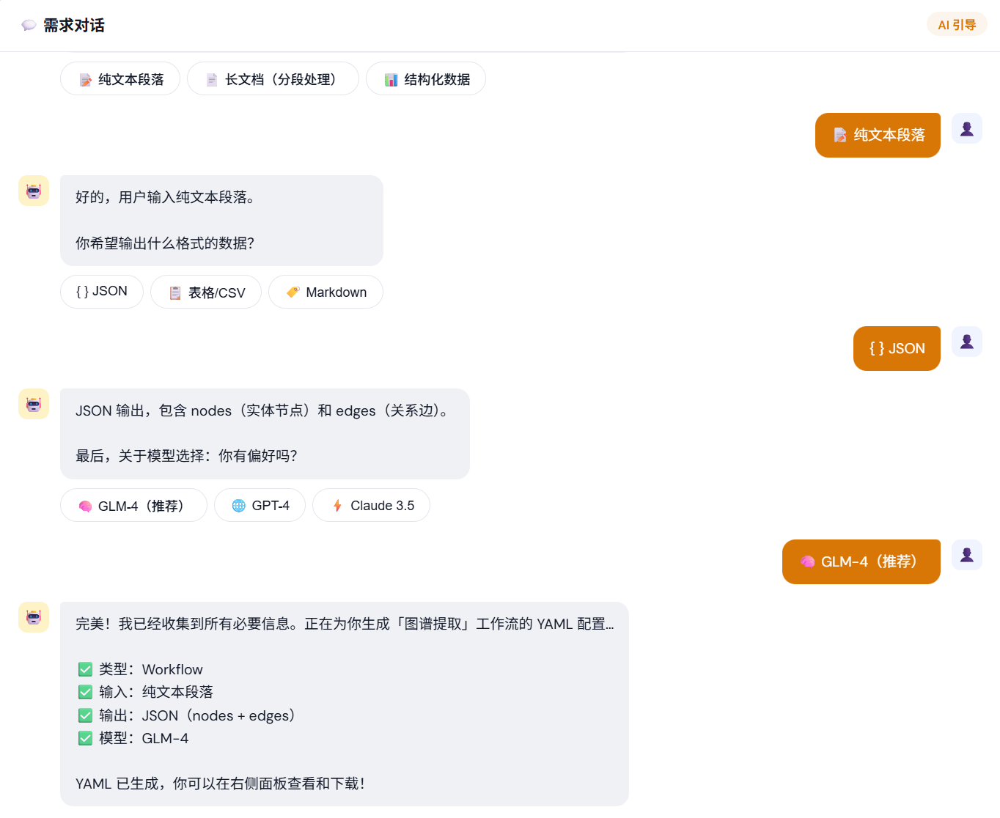 需求对话
AI 引导
纯文本段落
长文档（分段处理）
结构化数据
纯文本段落
好的，用户输入纯文本段落。
你希望输出什么格式的数据？
{ } JSON
表格/CSV
Markdown
{ } JSON
JSON 输出，包含 nodes（实体节点）和 edges（关系边）。
最后，关于模型选择：你有偏好吗？
GLM-4（推荐）
GPT-4
Claude 3.5
GLM-4（推荐）
完美！我已经收集到所有必要信息。正在为你生成「图谱提取」工作流的 YAML 配置...
✅ 类型：Workflow
✅ 输入：纯文本段落
✅ 输出：JSON（nodes + edges）
✅ 模型：GLM-4
YAML 已生成，你可以在右侧面板查看和下载！